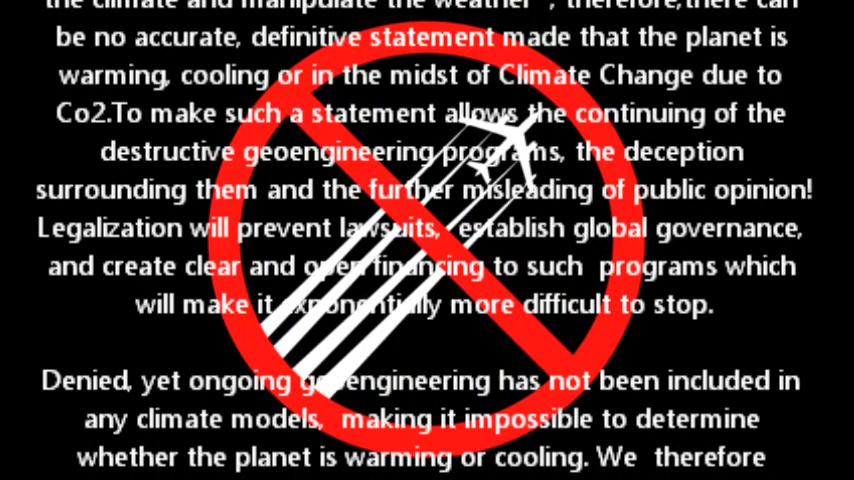 the climate and manipulate the weather", therefore,there can
be no accurate, definitive statement made that the planet is
warming, cooling or in the midst of Climate Change due to
Co2.To make such a statement allows the continuing of the
destructive geoengineering programs, the deception
surrounding them and the further misleading of public opinion!
Legalization will prevent lawsuits, establish global governance,
and create clear and open financing to such programs which
will make it exponentially more difficult to stop.
Denied, yet ongoing geoengineering has not been included in
any climate models, making it impossible to determine
whether the planet is warming or cooling. We therefore